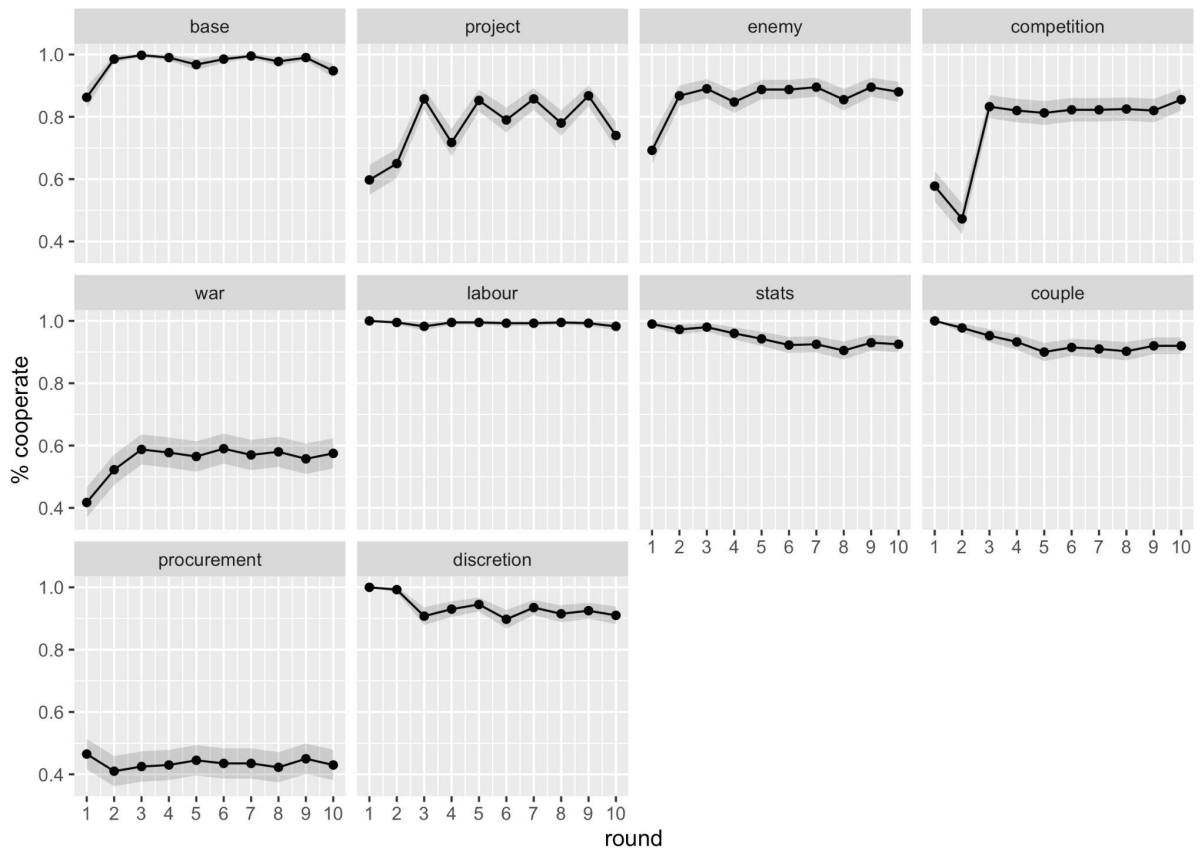 base project enemy competition
1.0
0.8
0.6
0.4
war labour stats couple
1.0
0.8
0.6
0.4
1 2 3 4 5 6 7 8 9 10 1 2 3 4 5 6 7 8 9 10
procurement discretion
1.0
0.8
0.6
0.4
1 2 3 4 5 6 7 8 9 10 1 2 3 4 5 6 7 8 9 10
% cooperate
round